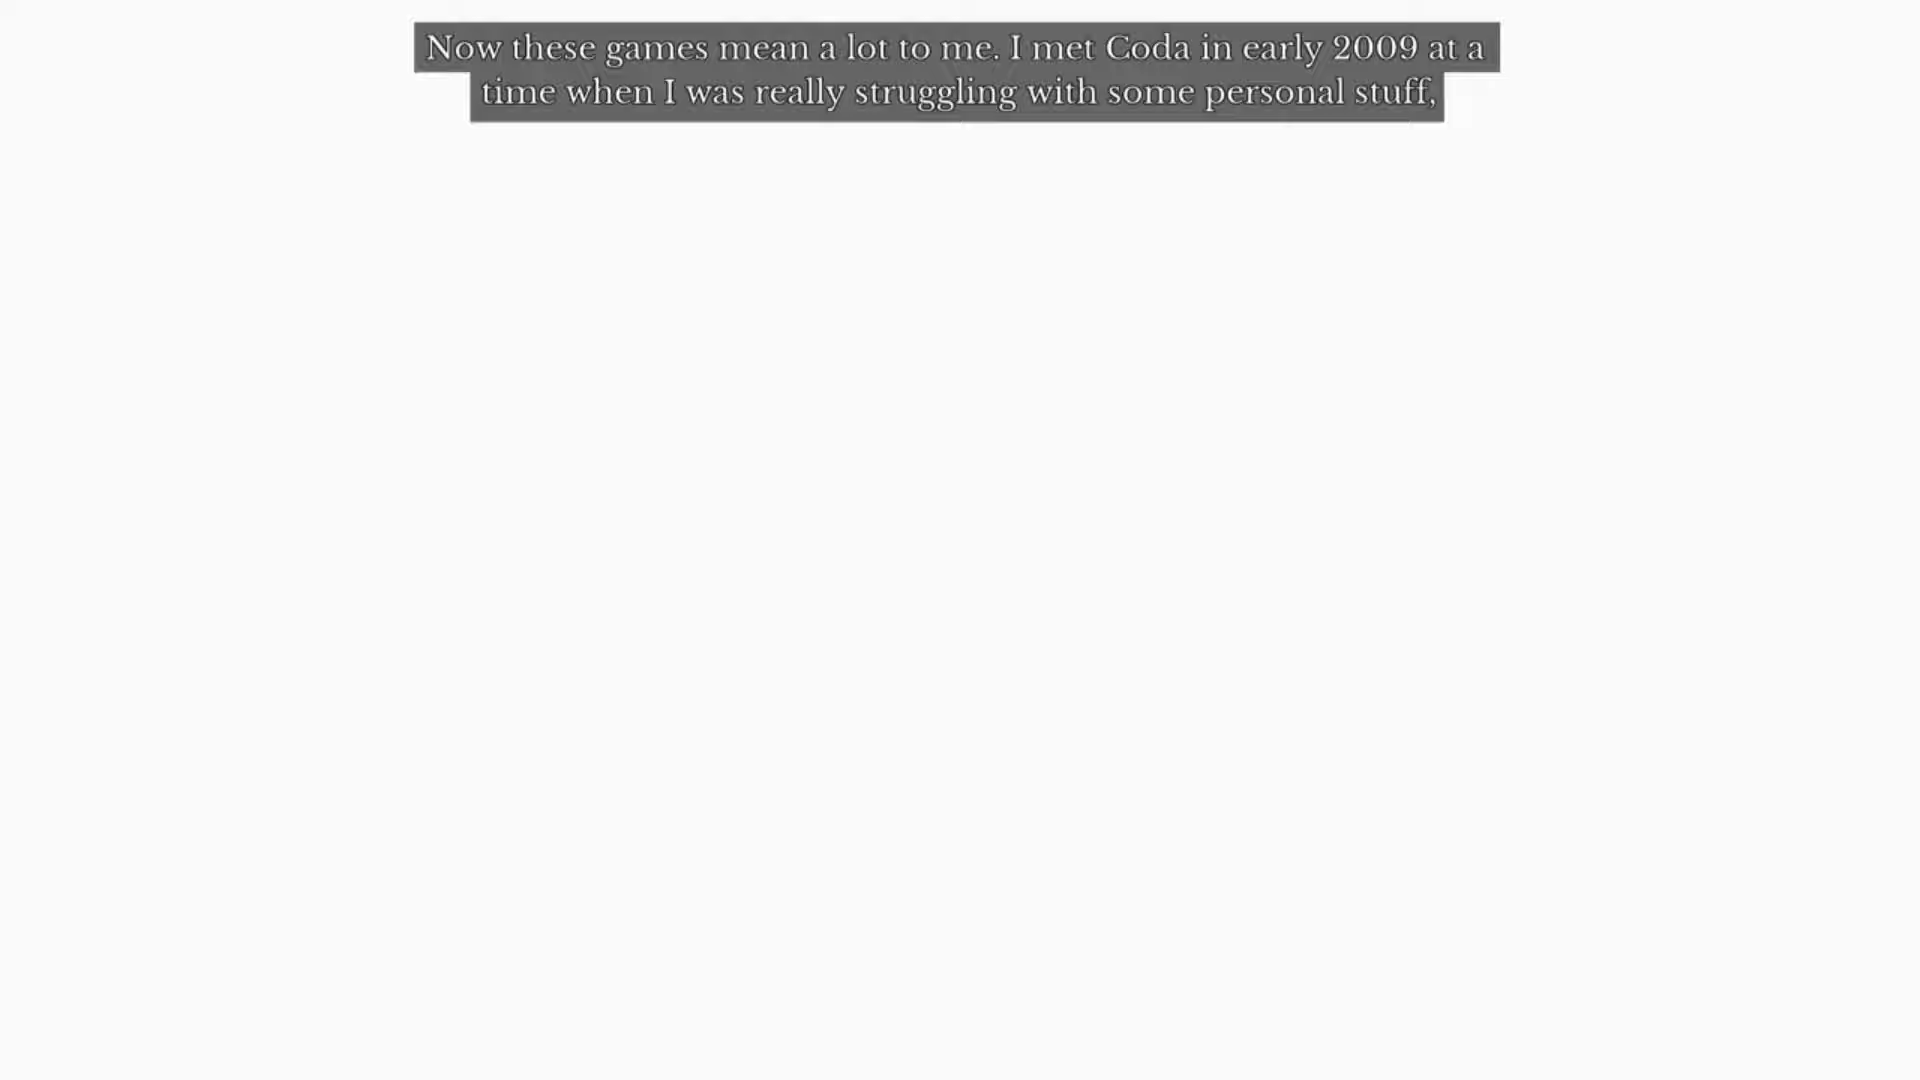 Now these games mean a lot to me. I met Coda in early 2009 at a
time when I was really struggling with some personal stuff,